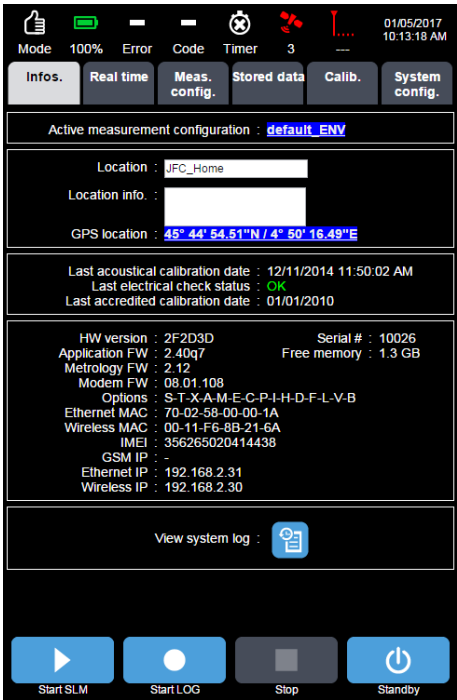 Mode 100% Error Code Timer 3 --- 01/05/2017
10:13:18 AM
Infos. Real time Meas. config. Stored data Calib. System config.
Active measurement configuration : default_ENV
Location : JFC_Home
Location info. :
GPS location : 45° 44' 54.51"N / 4° 50' 16.49"E
Last acoustical calibration date : 12/11/2014 11:50:02 AM
Last electrical check status : OK
Last accredited calibration date : 01/01/2010
HW version : 2F2D3D Serial # : 10026
Application FW : 2.40q7 Free memory : 1.3 GB
Metrology FW : 2.12
Modem FW : 08.01.108
Options : S-T-X-A-M-E-C-P-I-H-D-F-L-V-B
Ethernet MAC : 70-02-58-00-00-1A
Wireless MAC : 00-11-F6-8B-21-6A
IMEI : 356265020414438
GSM IP : -
Ethernet IP : 192.168.2.31
Wireless IP : 192.168.2.30
View system log :
Start SLM Start LOG Stop Standby